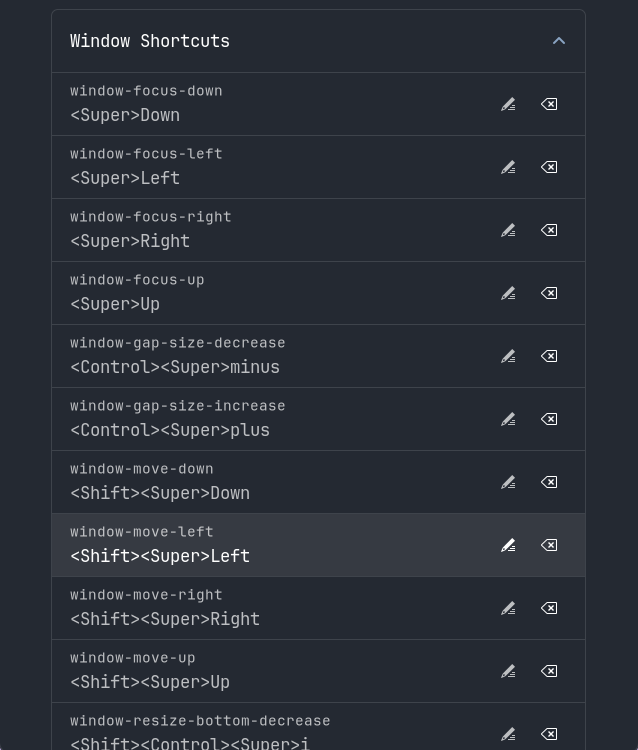 Window Shortcuts
window-focus-down
<Super>Down
window-focus-left
<Super>Left
window-focus-right
<Super>Right
window-focus-up
<Super>Up
window-gap-size-decrease
<Control><Super>minus
window-gap-size-increase
<Control><Super>plus
window-move-down
<Shift><Super>Down
window-move-left
<Shift><Super>Left
window-move-right
<Shift><Super>Right
window-move-up
<Shift><Super>Up
window-resize-bottom-decrease
<Shift><Control><Super>i